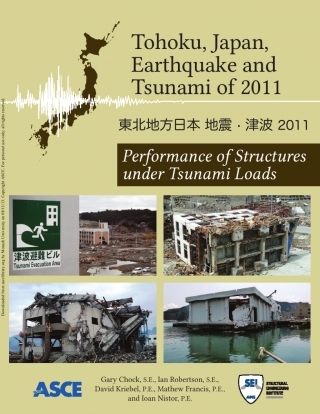 Tohoku, Japan,
Earthquake and
Tsunami of 2011
東北地方日本 地震・津波 2011
Performance of Structures
under Tsunami Loads
津波避難ビル
Tsunami Evacuation Area
Gary Chock, S.E., Ian Robertson, S.E.,
David Kriebel, P.E., Mathew Francis, P.E.,
and Ioan Nistor, P.E.
ASCE
SEI
STRUCTURAL
ENGINEERING
INSTITUTE